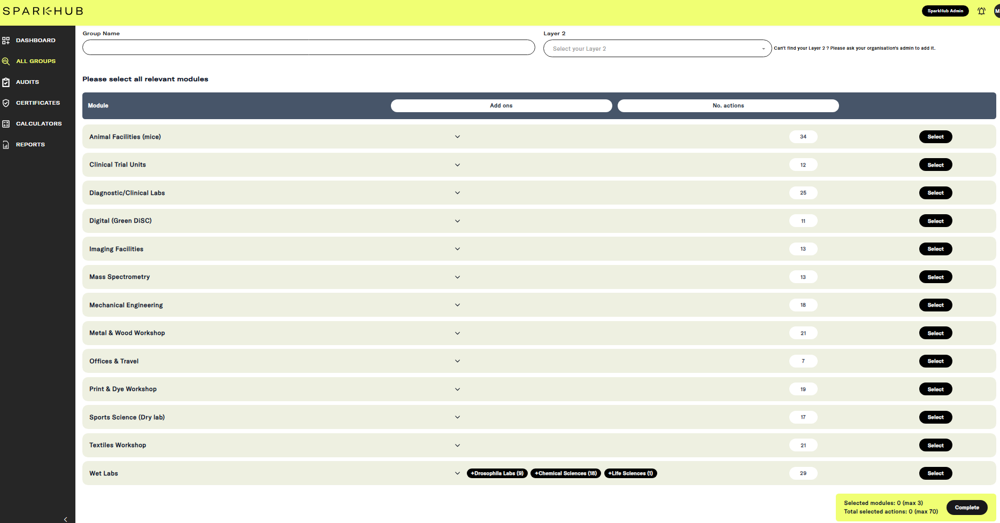 SPARKHUB
SparkHub Admin
M
DASHBOARD
ALL GROUPS
AUDITS
CERTIFICATES
CALCULATORS
REPORTS
Group Name
Layer 2
Select your Layer 2
Can't find your Layer 2 ? Please ask your organisation's admin to add it.
Please select all relevant modules
Module Add ons No. actions
Animal Facilities (mice) 34 Select
Clinical Trial Units 12 Select
Diagnostic/Clinical Labs 25 Select
Digital (Green DiSC) 11 Select
Imaging Facilities 13 Select
Mass Spectrometry 13 Select
Mechanical Engineering 18 Select
Metal & Wood Workshop 21 Select
Offices & Travel 7 Select
Print & Dye Workshop 19 Select
Sports Science (Dry lab) 17 Select
Textiles Workshop 21 Select
Wet Labs +Drosophila Labs (9) +Chemical Sciences (18) +Life Sciences (1) 29 Select
Selected modules: 0 (max 3)
Total selected actions: 0 (max 70)
Complete